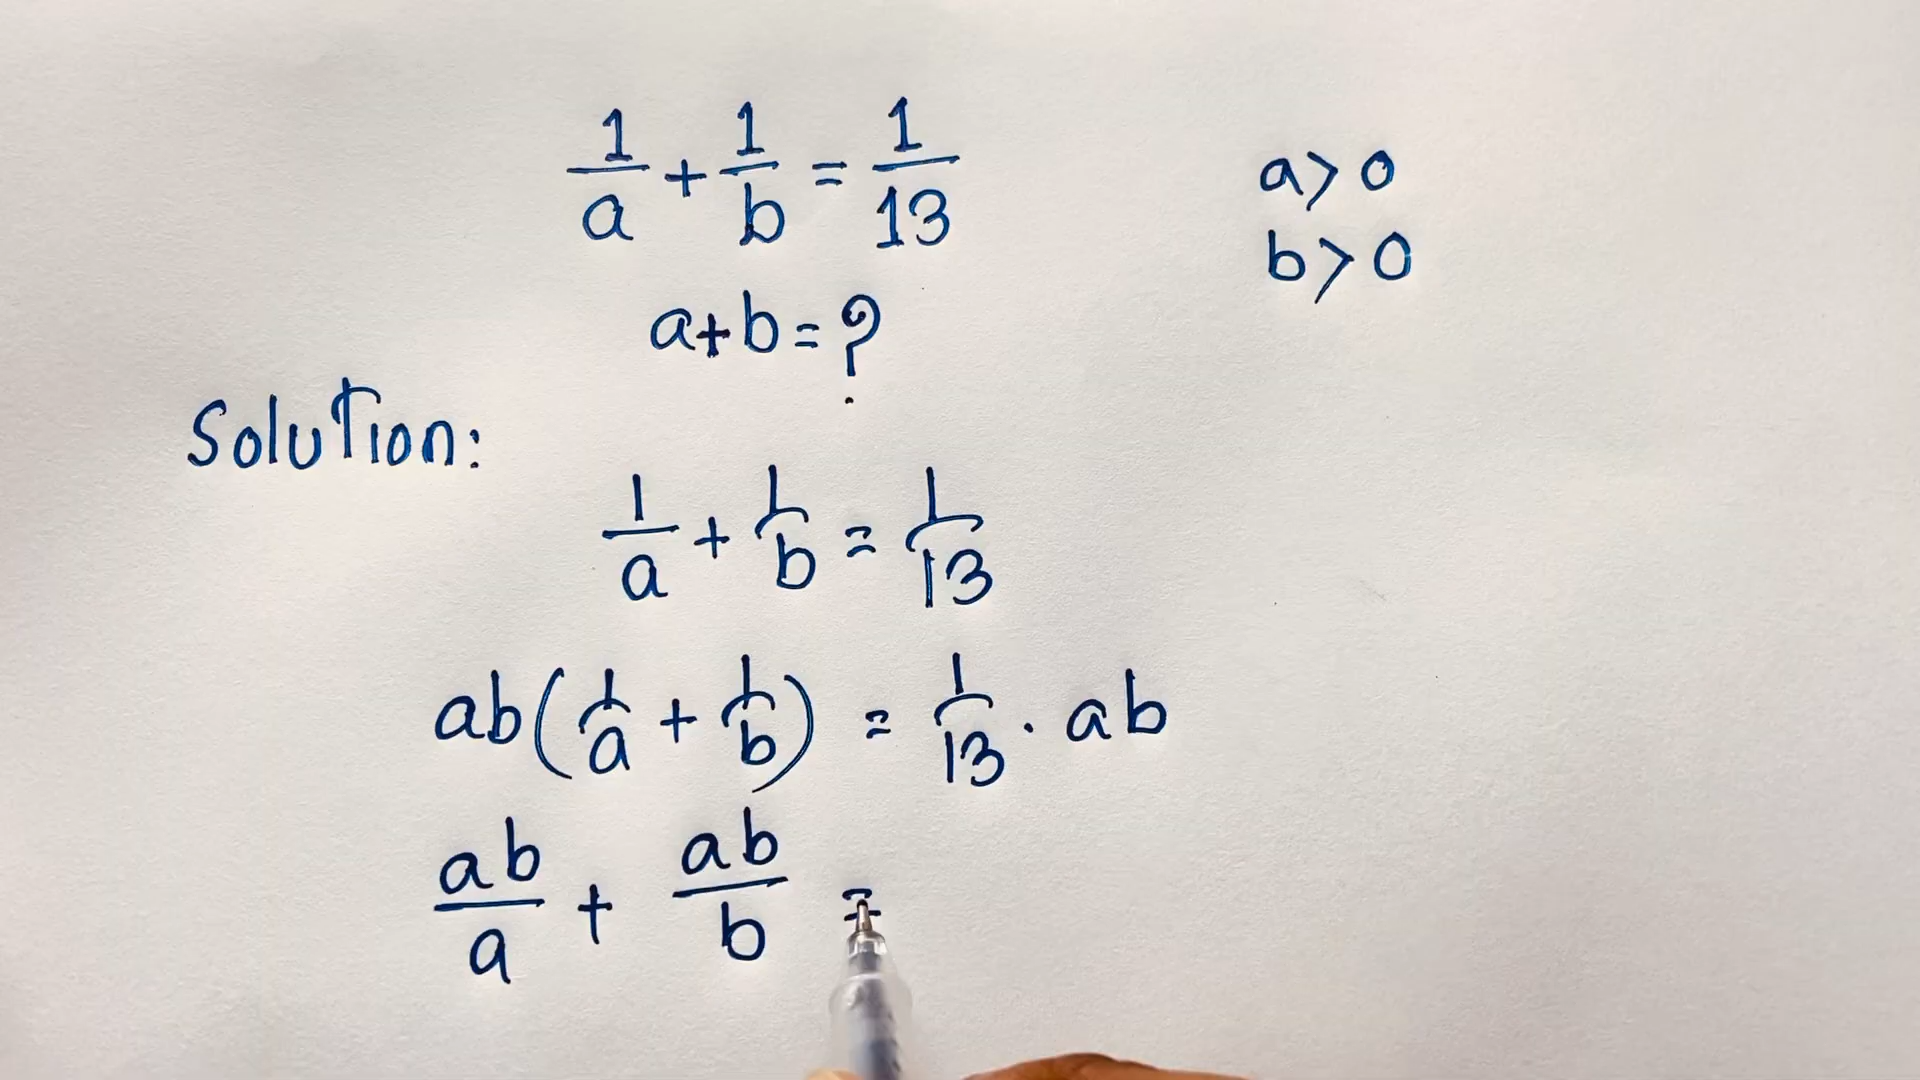 1/a + 1/b = 1/13
a > 0
b > 0
a+b = ?
Solution:
1/a + 1/b = 1/13
ab(1/a + 1/b) = 1/13 · ab
ab/a + ab/b =